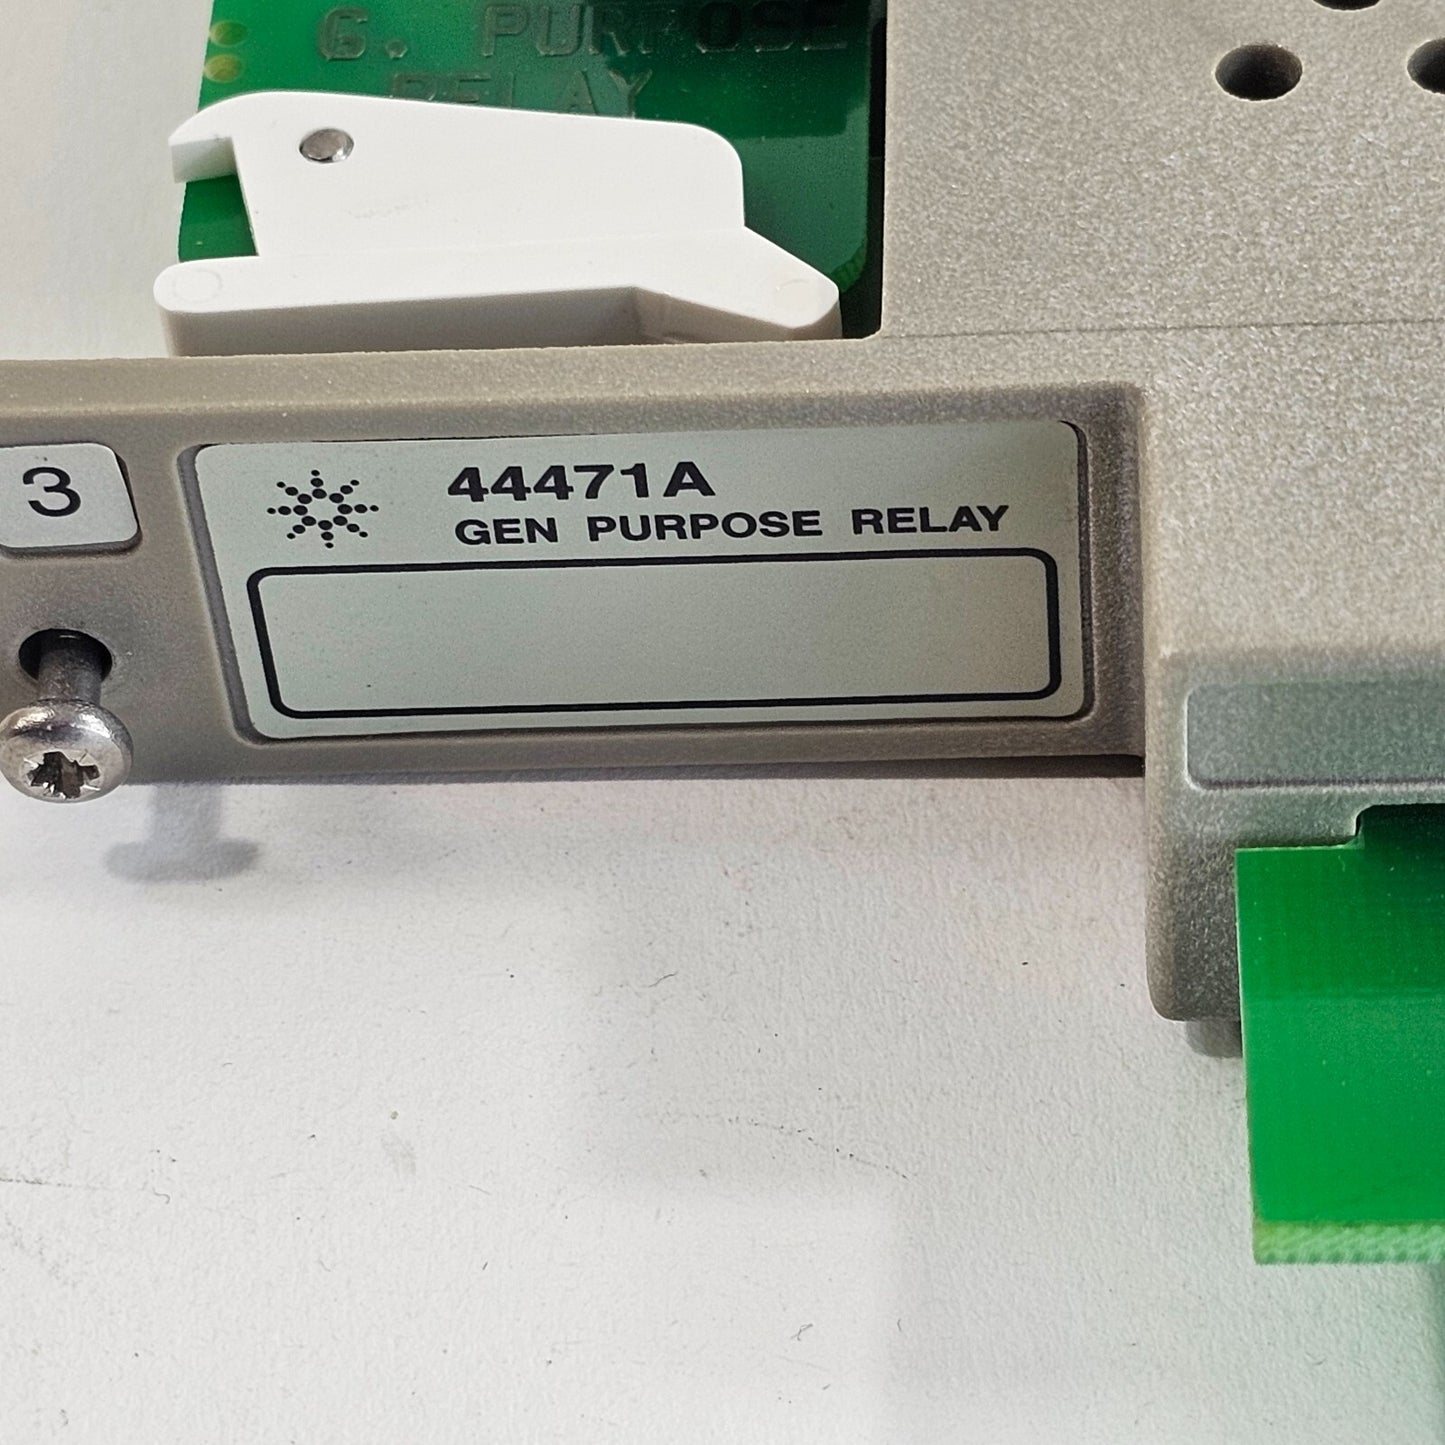 G. PURPOSE
RELAY
3
44471A
GEN PURPOSE RELAY